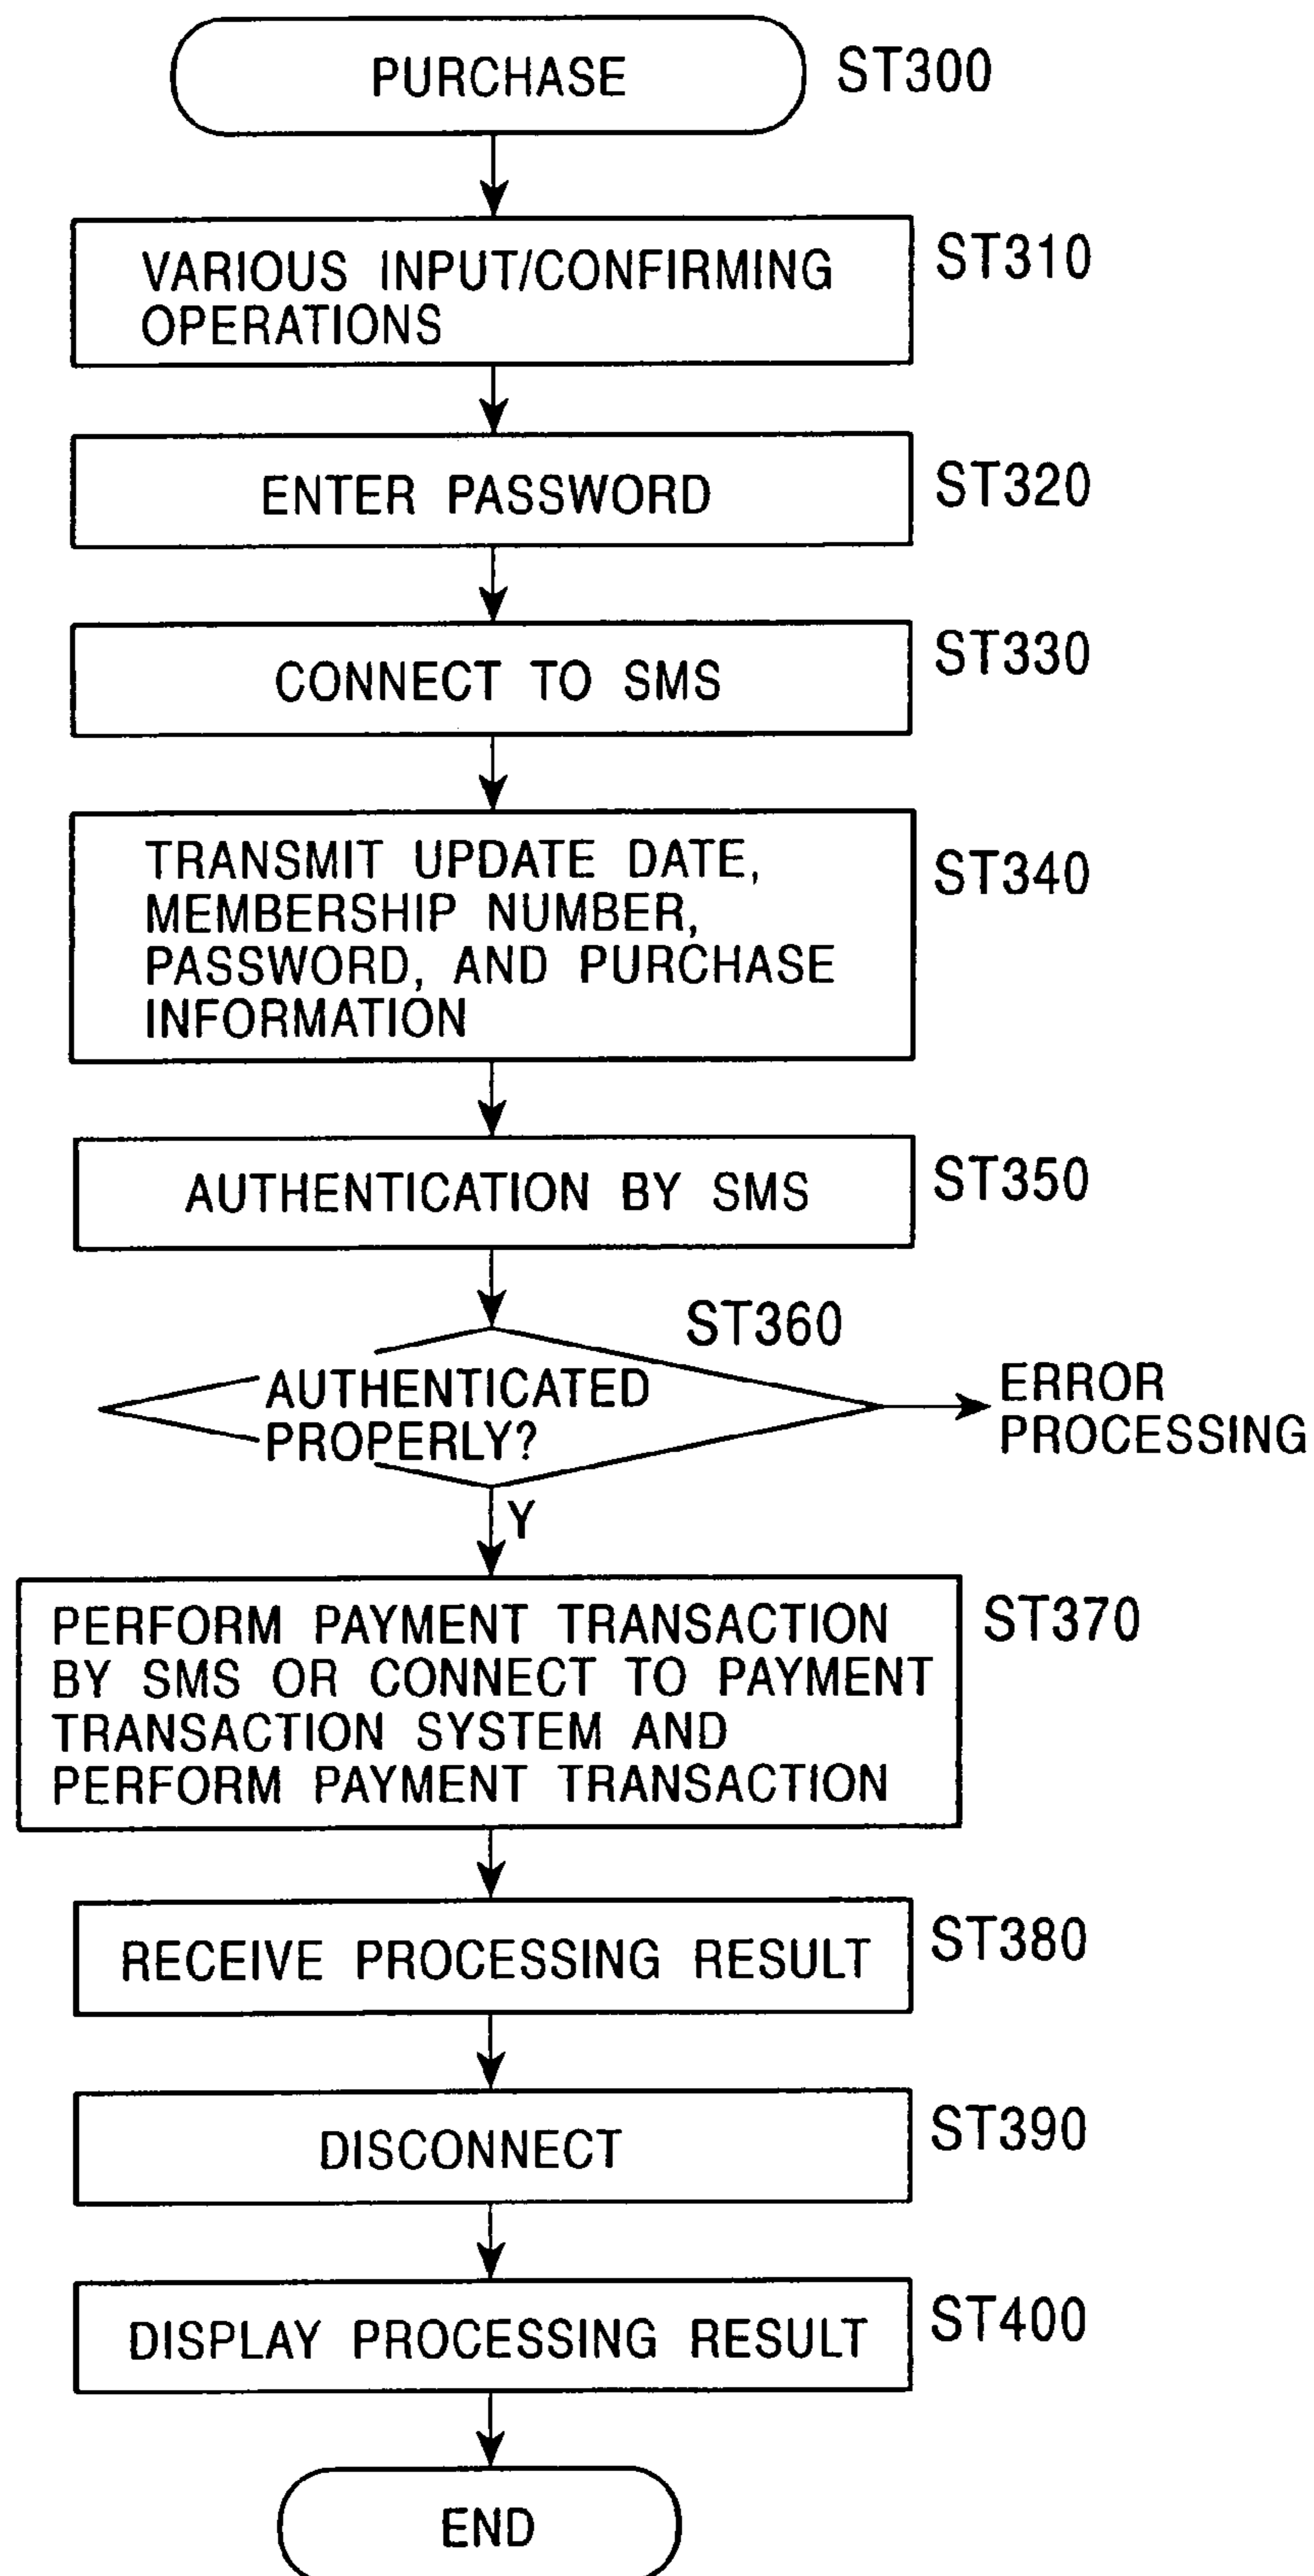 PURCHASE
ST300
VARIOUS INPUT/CONFIRMING
OPERATIONS
ST310
ENTER PASSWORD
ST320
CONNECT TO SMS
ST330
TRANSMIT UPDATE DATE,
MEMBERSHIP NUMBER,
PASSWORD, AND PURCHASE
INFORMATION
ST340
AUTHENTICATION BY SMS
ST350
ST360
AUTHENTICATED
PROPERLY?
ERROR
PROCESSING
Y
PERFORM PAYMENT TRANSACTION
BY SMS OR CONNECT TO PAYMENT
TRANSACTION SYSTEM AND
PERFORM PAYMENT TRANSACTION
ST370
RECEIVE PROCESSING RESULT
ST380
DISCONNECT
ST390
DISPLAY PROCESSING RESULT
ST400
END